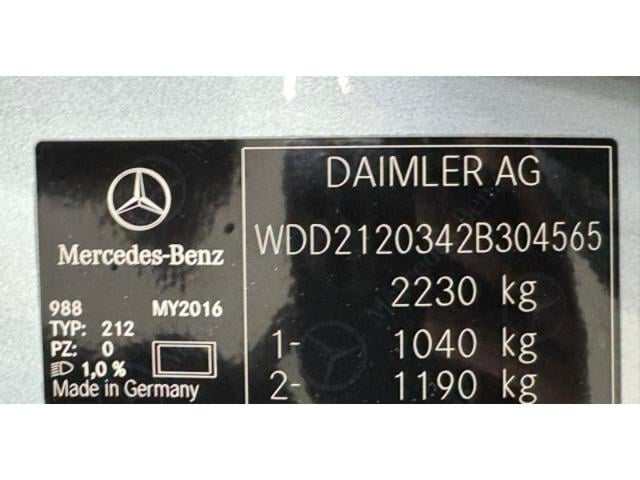 Mercedes-Benz
988 MY2016
TYP: 212
PZ: 0
1,0 %
Made in Germany
DAIMLER AG
WDD2120342B304565
2230 kg
1- 1040 kg
2- 1190 kg